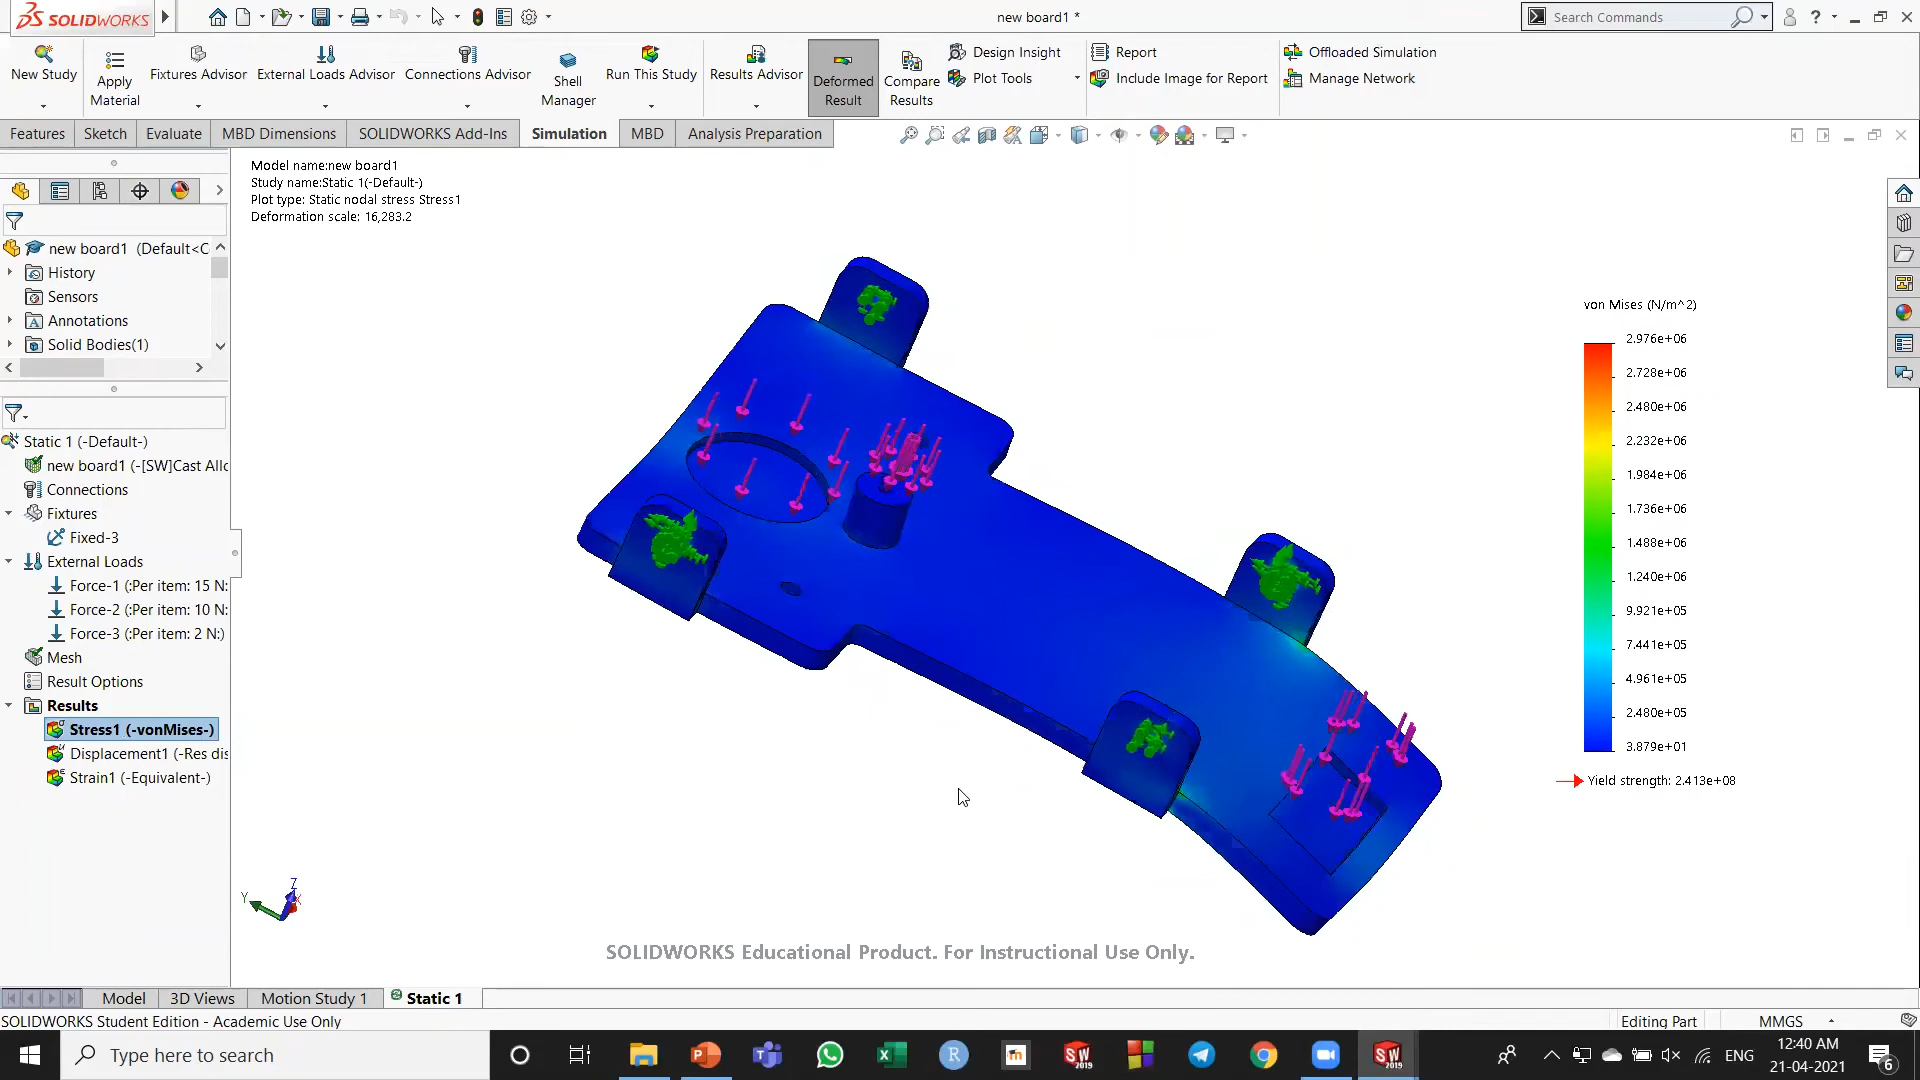 SOLIDWORKS
new board1 *
Search Commands
New Study
Apply Material
Fixtures Advisor
External Loads Advisor
Connections Advisor
Shell Manager
Run This Study
Results Advisor
Deformed Result
Compare Results
Design Insight
Plot Tools
Report
Include Image for Report
Offloaded Simulation
Manage Network
Features
Sketch
Evaluate
MBD Dimensions
SOLIDWORKS Add-Ins
Simulation
MBD
Analysis Preparation
Model name:new board1
Study name:Static 1(-Default-)
Plot type: Static nodal stress Stress1
Deformation scale: 16,283.2
new board1 (Default<C
History
Sensors
Annotations
Solid Bodies(1)
Static 1 (-Default-)
new board1 (-[SW]Cast Allo
Connections
Fixtures
Fixed-3
External Loads
Force-1 (:Per item: 15 N:
Force-2 (:Per item: 10 N:
Force-3 (:Per item: 2 N:)
Mesh
Result Options
Results
Stress1 (-vonMises-)
Displacement1 (-Res dis
Strain1 (-Equivalent-)
von Mises (N/m^2)
2.976e+06
2.728e+06
2.480e+06
2.232e+06
1.984e+06
1.736e+06
1.488e+06
1.240e+06
9.921e+05
7.441e+05
4.961e+05
2.480e+05
3.879e+01
Yield strength: 2.413e+08
Z
Y
X
SOLIDWORKS Educational Product. For Instructional Use Only.
Model
3D Views
Motion Study 1
Static 1
SOLIDWORKS Student Edition - Academic Use Only
Editing Part
MMGS
Type here to search
ENG
12:40 AM
21-04-2021
6